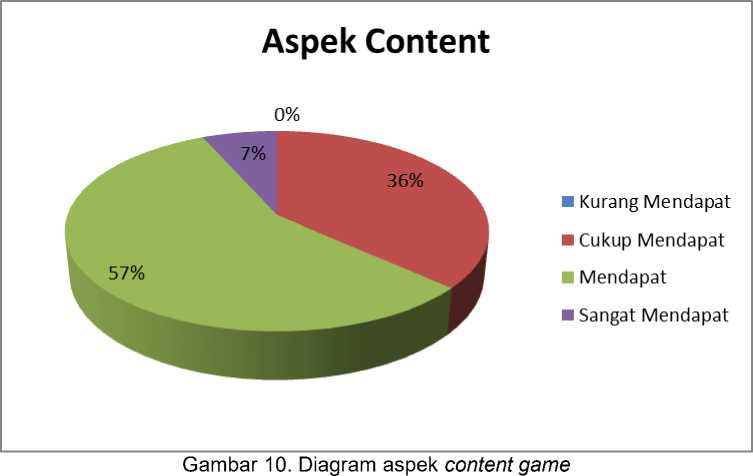 Aspek Content
0%
7%
36%
57%
Kurang Mendapat
Cukup Mendapat
Mendapat
Sangat Mendapat
Gambar 10. Diagram aspek content game